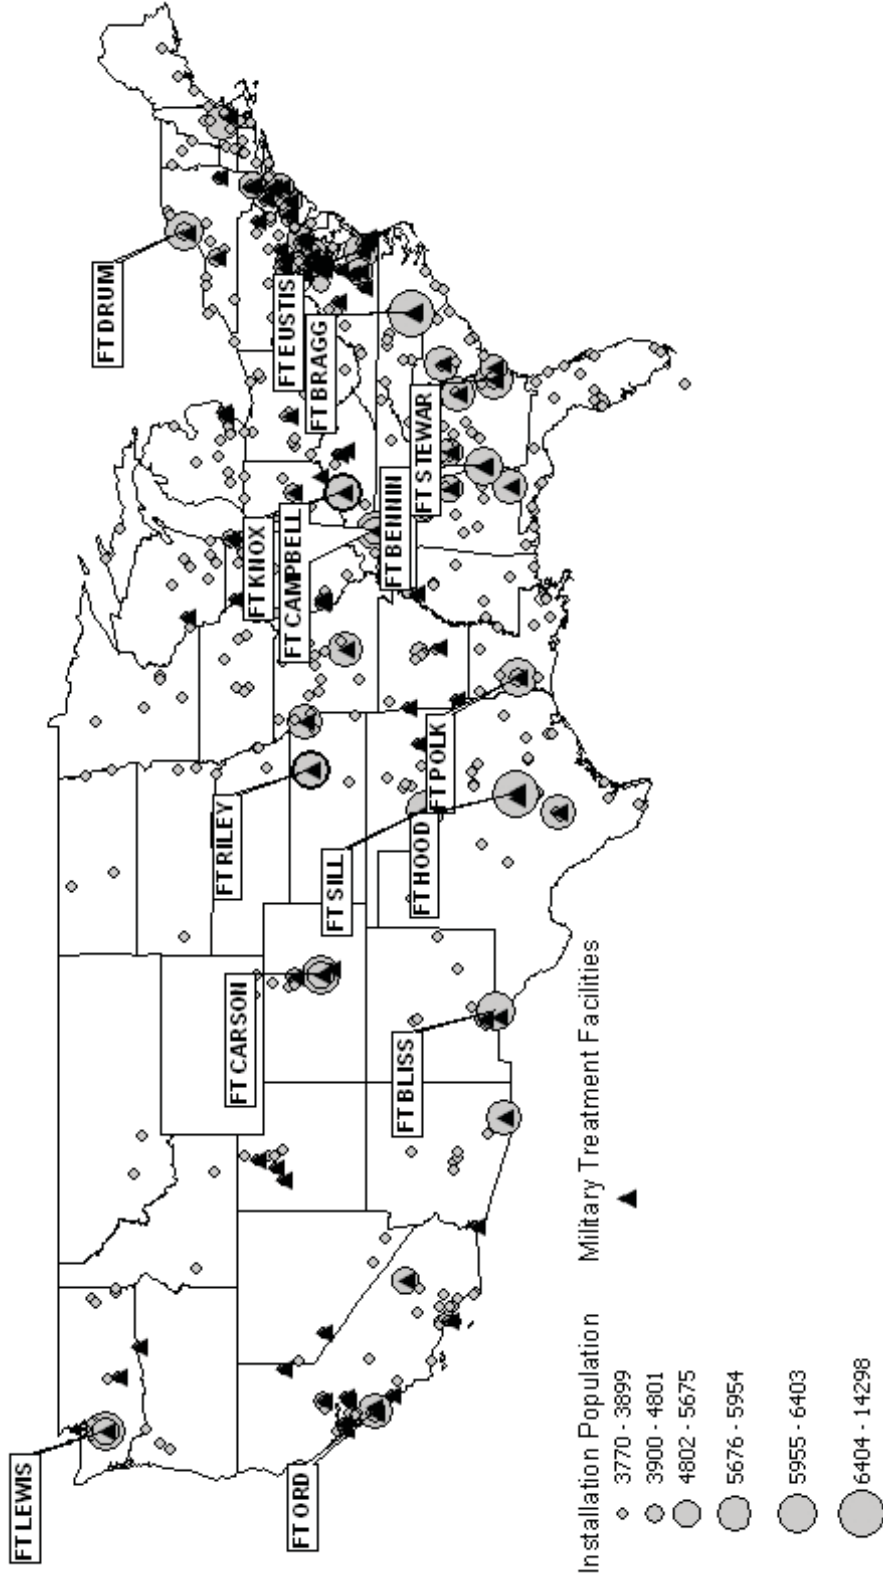 FT LEWIS
FT ORD
FT CARSON
FT BLISS
FT RILEY
FT SILL
FT HOOD
FT POLK
FT KNOX
FT CAMPBELL
FT BENNIN
FT STEWAR
FT EUSTIS
FT BRAGG
FT DRUM
Installation Population
3770 - 3899
3900 - 4801
4802 - 5675
5676 - 5954
5955 - 6403
6404 - 14298
Military Treatment Facilities